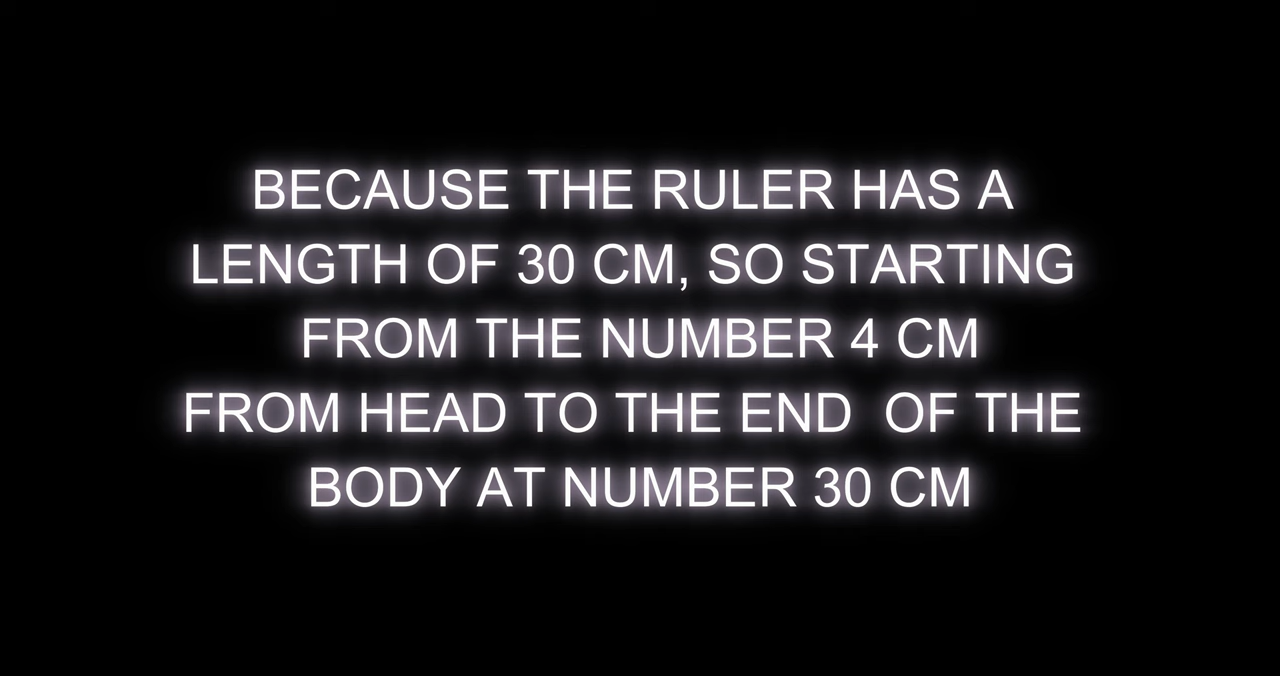 BECAUSE THE RULER HAS A
LENGTH OF 30 CM, SO STARTING
FROM THE NUMBER 4 CM
FROM HEAD TO THE END  OF THE
BODY AT NUMBER 30 CM